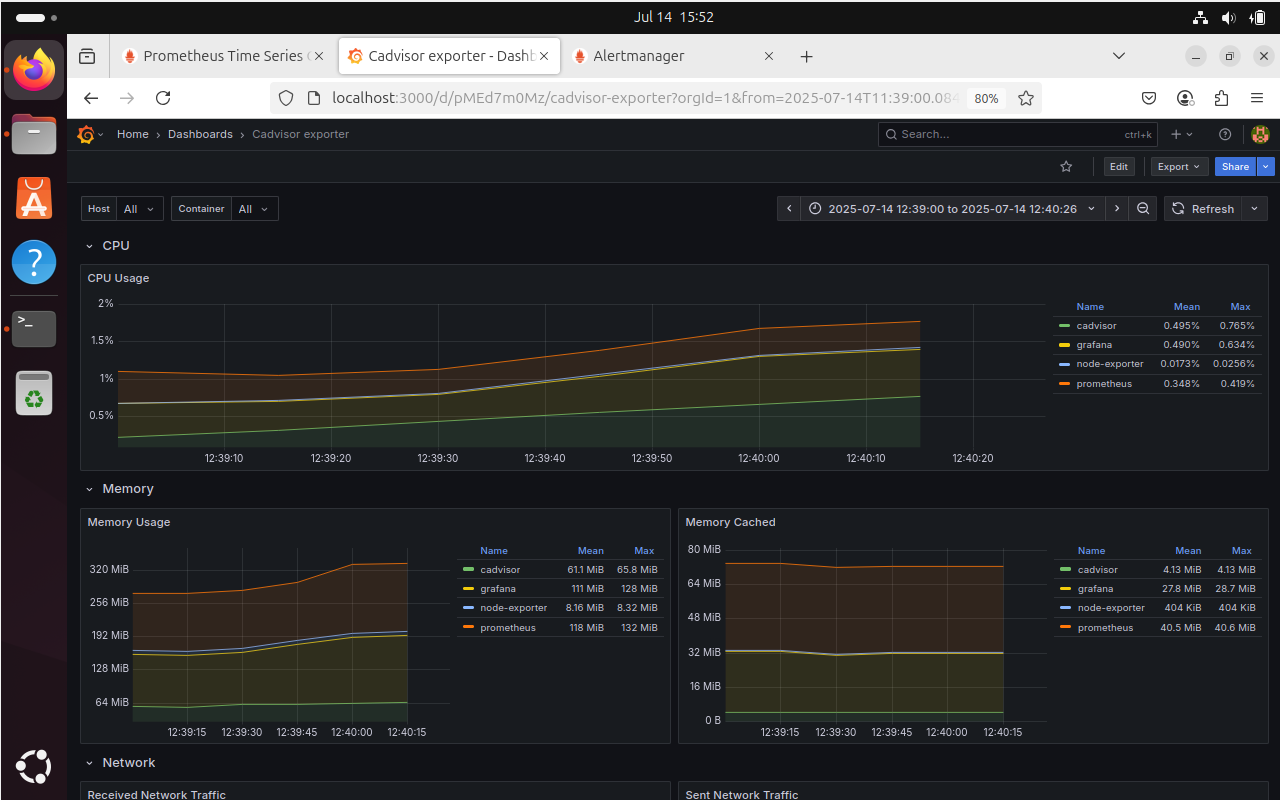 Jul 14 15:52
Prometheus Time Series
Cadvisor exporter - Dashb
Alertmanager
localhost:3000/d/pMEd7m0Mz/cadvisor-exporter?orgId=1&from=2025-07-14T11:39:00.084
80%
Home › Dashboards › Cadvisor exporter
Search...
ctrl+k
Edit
Export
Share
Host All
Container All
2025-07-14 12:39:00 to 2025-07-14 12:40:26
Refresh
CPU
CPU Usage
2%
1.5%
1%
0.5%
12:39:10 12:39:20 12:39:30 12:39:40 12:39:50 12:40:00 12:40:10 12:40:20
Name Mean Max
cadvisor 0.495% 0.765%
grafana 0.490% 0.634%
node-exporter 0.0173% 0.0256%
prometheus 0.348% 0.419%
Memory
Memory Usage
320 MiB
256 MiB
192 MiB
128 MiB
64 MiB
12:39:15 12:39:30 12:39:45 12:40:00 12:40:15
Name Mean Max
cadvisor 61.1 MiB 65.8 MiB
grafana 111 MiB 128 MiB
node-exporter 8.16 MiB 8.32 MiB
prometheus 118 MiB 132 MiB
Memory Cached
80 MiB
64 MiB
48 MiB
32 MiB
16 MiB
0 B
12:39:15 12:39:30 12:39:45 12:40:00 12:40:15
Name Mean Max
cadvisor 4.13 MiB 4.13 MiB
grafana 27.8 MiB 28.7 MiB
node-exporter 404 KiB 404 KiB
prometheus 40.5 MiB 40.6 MiB
Network
Received Network Traffic
Sent Network Traffic